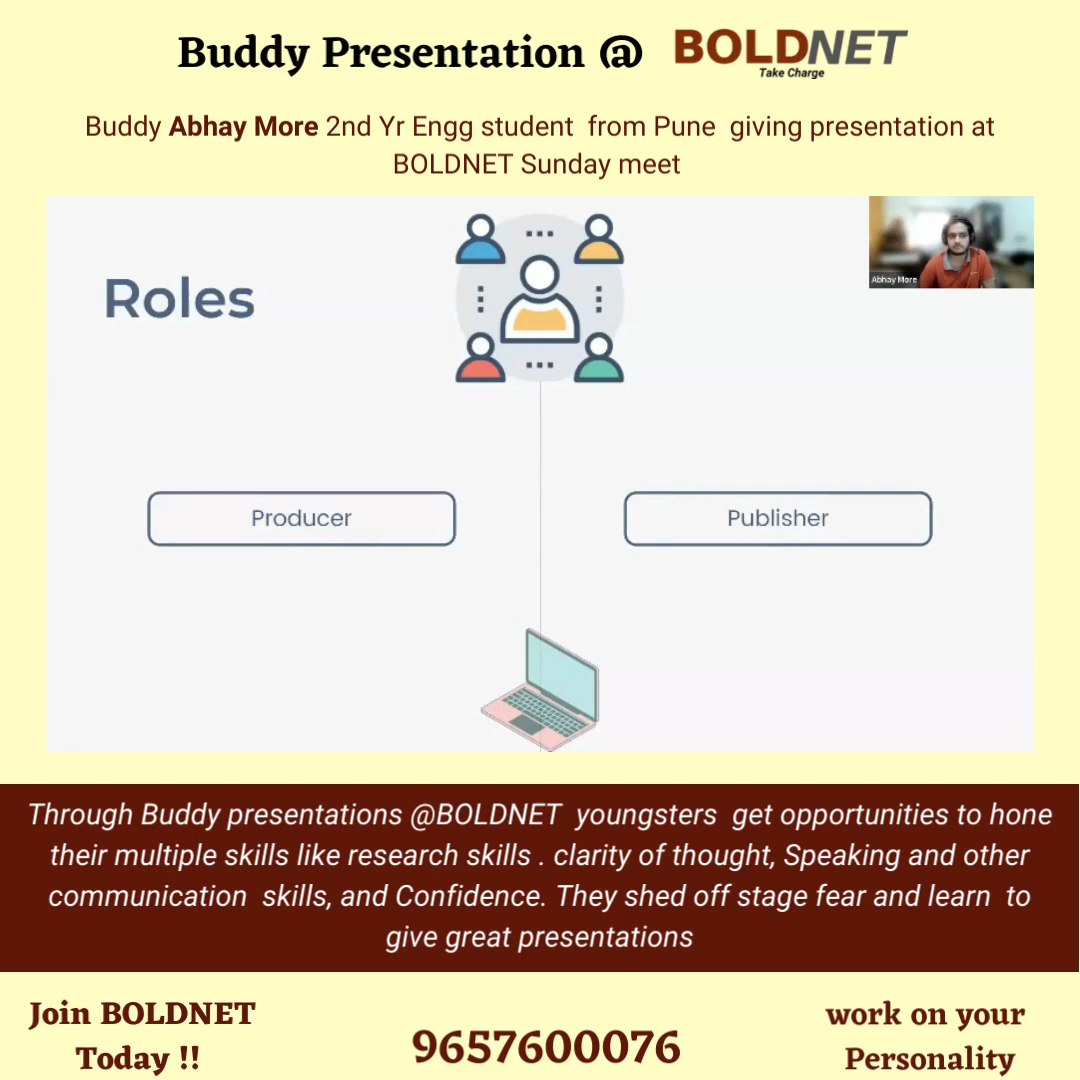 Buddy Presentation @ BOLDNET
Take Charge
Buddy Abhay More 2nd Yr Engg student from Pune giving presentation at
BOLDNET Sunday meet
Abhay More
Roles
Producer
Publisher
Through Buddy presentations @BOLDNET youngsters get opportunities to hone
their multiple skills like research skills . clarity of thought, Speaking and other
communication skills, and Confidence. They shed off stage fear and learn to
give great presentations
Join BOLDNET
Today !!
9657600076
work on your
Personality